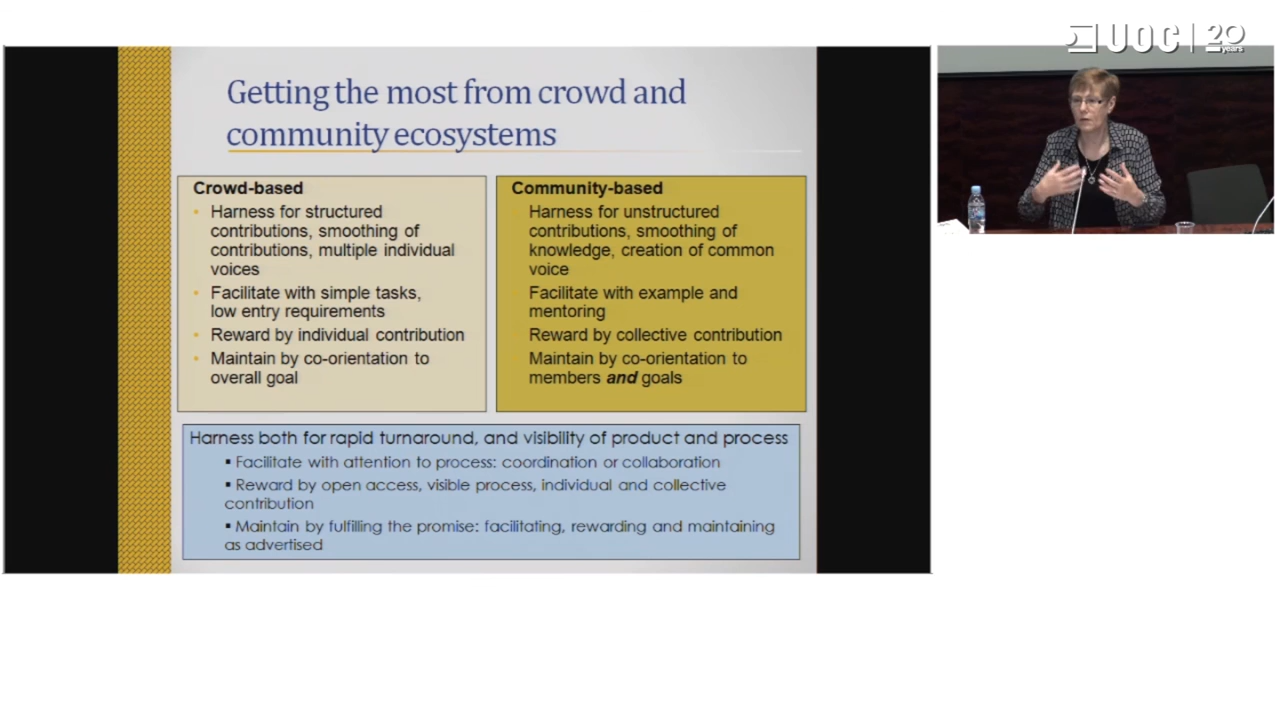 UOC | 20
years
Getting the most from crowd and
community ecosystems
Crowd-based
• Harness for structured
contributions, smoothing of
contributions, multiple individual
voices
• Facilitate with simple tasks,
low entry requirements
• Reward by individual contribution
• Maintain by co-orientation to
overall goal
Community-based
Harness for unstructured
contributions, smoothing of
knowledge, creation of common
voice
Facilitate with example and
mentoring
Reward by collective contribution
Maintain by co-orientation to
members and goals
Harness both for rapid turnaround, and visibility of product and process
▪ Facilitate with attention to process: coordination or collaboration
▪ Reward by open access, visible process, individual and collective
contribution
▪ Maintain by fulfilling the promise: facilitating, rewarding and maintaining
as advertised